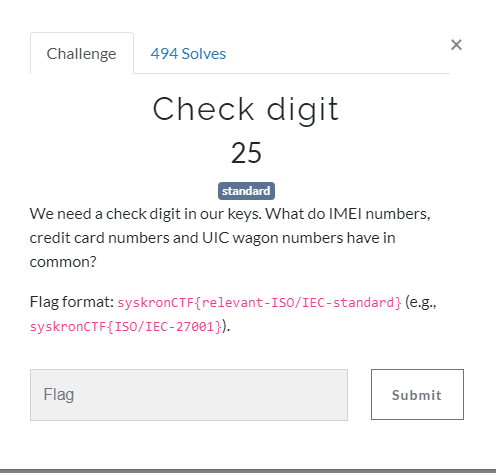 Challenge 494 Solves ×
Check digit
25
standard
We need a check digit in our keys. What do IMEI numbers,
credit card numbers and UIC wagon numbers have in
common?
Flag format: syskronCTF{relevant-ISO/IEC-standard} (e.g.,
syskronCTF{ISO/IEC-27001}).
Flag Submit